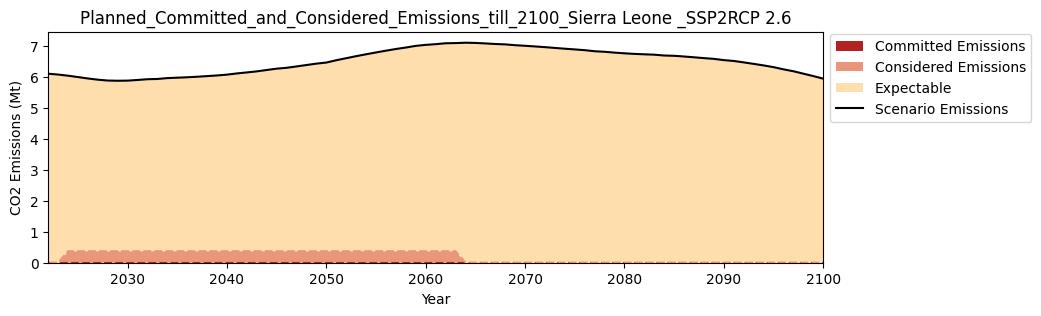 Planned_Committed_and_Considered_Emissions_till_2100_Sierra Leone _SSP2RCP 2.6
CO2 Emissions (Mt)
7
6
5
4
3
2
1
0
2030 2040 2050 2060 2070 2080 2090 2100
Year
Committed Emissions
Considered Emissions
Expectable
Scenario Emissions